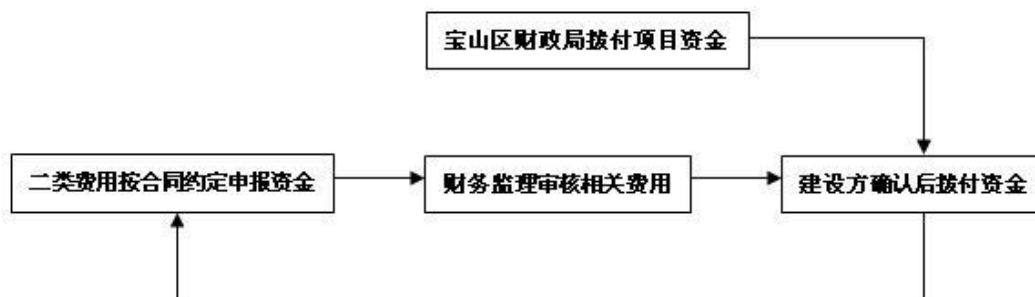 宝山区财政局拨付项目资金
二类费用按合同约定申报资金
财务监理审核相关费用
建设方确认后拨付资金